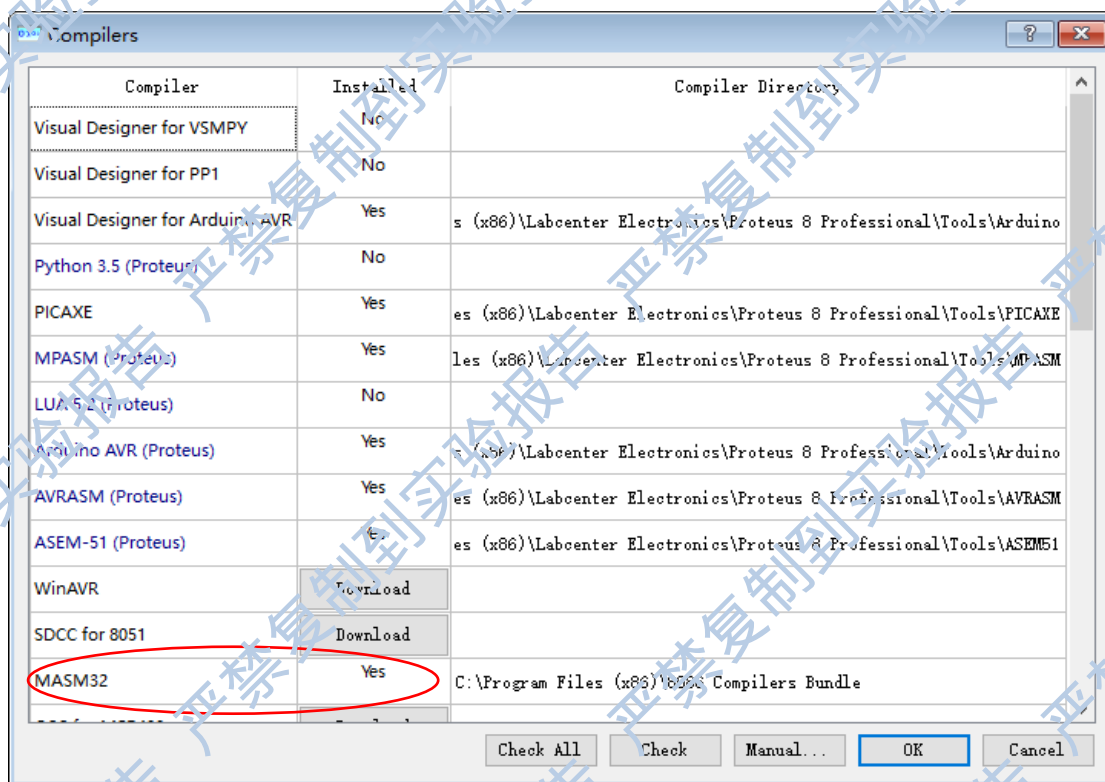 Compilers
Compiler Installed Compiler Directory
Visual Designer for VSMPY No
Visual Designer for PP1 No
Visual Designer for Arduino AVR Yes s (x86)\Labcenter Electronics\Proteus 8 Professional\Tools\Arduino
Python 3.5 (Proteus) No
PICAXE Yes es (x86)\Labcenter Electronics\Proteus 8 Professional\Tools\PICAXE
MPASM (Proteus) Yes les (x86)\Labcenter Electronics\Proteus 8 Professional\Tools\MPASM
LUA 5.2 (Proteus) No
Arduino AVR (Proteus) Yes s (x86)\Labcenter Electronics\Proteus 8 Professional\Tools\Arduino
AVRASM (Proteus) Yes es (x86)\Labcenter Electronics\Proteus 8 Professional\Tools\AVRASM
ASEM-51 (Proteus) Yes es (x86)\Labcenter Electronics\Proteus 8 Professional\Tools\ASEM51
WinAVR Download
SDCC for 8051 Download
MASM32 Yes C:\Program Files (x86)\8086 Compilers Bundle
Check All Check Manual... OK Cancel
严禁复制到实验报告